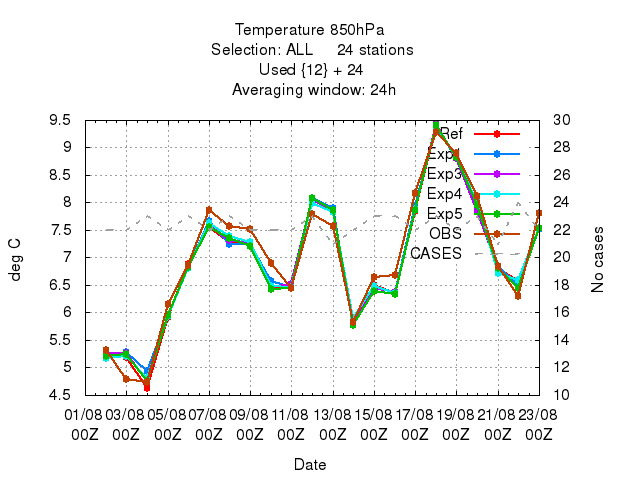 Temperature 850hPa
Selection: ALL 24 stations
Used {12} + 24
Averaging window: 24h
9.5
9
8.5
8
7.5
7
6.5
6
5.5
5
4.5
deg C
30
28
26
24
22
20
18
16
14
12
10
No cases
Ref
Exp
Exp3
Exp4
Exp5
OBS
CASES
01/08 03/08 05/08 07/08 09/08 11/08 13/08 15/08 17/08 19/08 21/08 23/08
00Z 00Z 00Z 00Z 00Z 00Z 00Z 00Z 00Z 00Z 00Z 00Z
Date